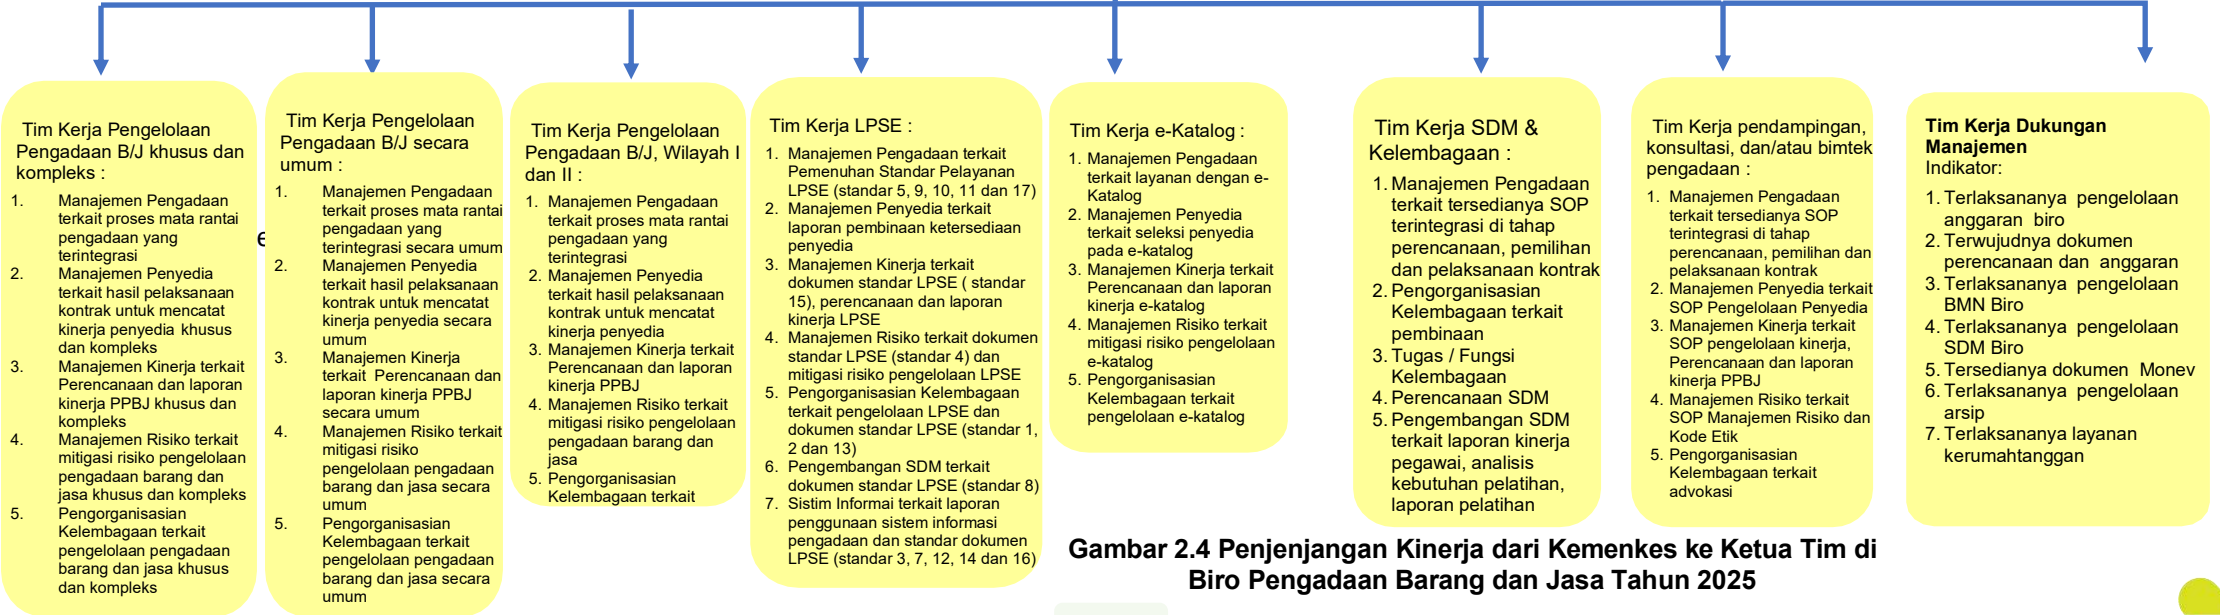 Tim Kerja Pengelolaan
Pengadaan B/J khusus dan
kompleks :
1. Manajemen Pengadaan
terkait proses mata rantai
pengadaan yang
terintegrasi
2. Manajemen Penyedia
terkait hasil pelaksanaan
kontrak untuk mencatat
kinerja penyedia khusus
dan kompleks
3. Manajemen Kinerja terkait
Perencanaan dan laporan
kinerja PPBJ khusus dan
kompleks
4. Manajemen Risiko terkait
mitigasi risiko pengelolaan
pengadaan barang dan
jasa khusus dan kompleks
5. Pengorganisasian
Kelembagaan terkait
pengelolaan pengadaan
barang dan jasa khusus
dan kompleks
Tim Kerja Pengelolaan
Pengadaan B/J secara
umum :
1. Manajemen Pengadaan
terkait proses mata rantai
pengadaan yang
terintegrasi secara umum
2. Manajemen Penyedia
terkait hasil pelaksanaan
kontrak untuk mencatat
kinerja penyedia secara
umum
3. Manajemen Kinerja
terkait Perencanaan dan
laporan kinerja PPBJ
secara umum
4. Manajemen Risiko terkait
mitigasi risiko
pengelolaan pengadaan
barang dan jasa secara
umum
5. Pengorganisasian
Kelembagaan terkait
pengelolaan pengadaan
barang dan jasa secara
umum
Tim Kerja Pengelolaan
Pengadaan B/J, Wilayah I
dan II :
1. Manajemen Pengadaan
terkait proses mata rantai
pengadaan yang
terintegrasi
2. Manajemen Penyedia
terkait hasil pelaksanaan
kontrak untuk mencatat
kinerja penyedia
3. Manajemen Kinerja terkait
Perencanaan dan laporan
kinerja PPBJ
4. Manajemen Risiko terkait
mitigasi risiko pengelolaan
pengadaan barang dan
jasa
5. Pengorganisasian
Kelembagaan terkait
Tim Kerja LPSE :
1. Manajemen Pengadaan terkait
Pemenuhan Standar Pelayanan
LPSE (standar 5, 9, 10, 11 dan 17)
2. Manajemen Penyedia terkait
laporan pembinaan ketersediaan
penyedia
3. Manajemen Kinerja terkait
dokumen standar LPSE ( standar
15), perencanaan dan laporan
kinerja LPSE
4. Manajemen Risiko terkait dokumen
standar LPSE (standar 4) dan
mitigasi risiko pengelolaan LPSE
5. Pengorganisasian Kelembagaan
terkait pengelolaan LPSE dan
dokumen standar LPSE (standar 1,
2 dan 13)
6. Pengembangan SDM terkait
dokumen standar LPSE (standar 8)
7. Sistim Informai terkait laporan
penggunaan sistem informasi
pengadaan dan standar dokumen
LPSE (standar 3, 7, 12, 14 dan 16)
Tim Kerja e-Katalog :
1. Manajemen Pengadaan
terkait layanan dengan e-
Katalog
2. Manajemen Penyedia
terkait seleksi penyedia
pada e-katalog
3. Manajemen Kinerja terkait
Perencanaan dan laporan
kinerja e-katalog
4. Manajemen Risiko terkait
mitigasi risiko pengelolaan
e-katalog
5. Pengorganisasian
Kelembagaan terkait
pengelolaan e-katalog
Tim Kerja SDM &
Kelembagaan :
1. Manajemen Pengadaan
terkait tersedianya SOP
terintegrasi di tahap
perencanaan, pemilihan
dan pelaksanaan kontrak
2. Pengorganisasian
Kelembagaan terkait
pembinaan
3. Tugas / Fungsi
Kelembagaan
4. Perencanaan SDM
5. Pengembangan SDM
terkait laporan kinerja
pegawai, analisis
kebutuhan pelatihan,
laporan pelatihan
Tim Kerja pendampingan,
konsultasi, dan/atau bimtek
pengadaan :
1. Manajemen Pengadaan
terkait tersedianya SOP
terintegrasi di tahap
perencanaan, pemilihan dan
pelaksanaan kontrak
2. Manajemen Penyedia terkait
SOP Pengelolaan Penyedia
3. Manajemen Kinerja terkait
SOP pengelolaan kinerja,
Perencanaan dan laporan
kinerja PPBJ
4. Manajemen Risiko terkait
SOP Manajemen Risiko dan
Kode Etik
5. Pengorganisasian
Kelembagaan terkait
advokasi
Tim Kerja Dukungan
Manajemen
Indikator:
1. Terlaksananya pengelolaan
anggaran biro
2. Terwujudnya dokumen
perencanaan dan anggaran
3. Terlaksananya pengelolaan
BMN Biro
4. Terlaksananya pengelolaan
SDM Biro
5. Tersedianya dokumen Monev
6. Terlaksananya pengelolaan
arsip
7. Terlaksananya layanan
kerumahtanggan
Gambar 2.4 Penjenjangan Kinerja dari Kemenkes ke Ketua Tim di
Biro Pengadaan Barang dan Jasa Tahun 2025